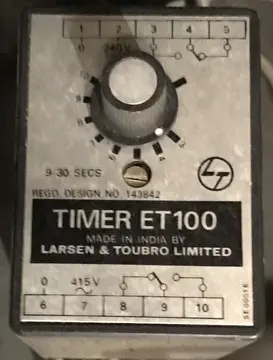 1 2 3 4 5
0 240V
9-30 SECS
LT
REGD. DESIGN NO. 143842
TIMER ET100
MADE IN INDIA BY
LARSEN & TOUBRO LIMITED
0 415V
6 7 8 9 10